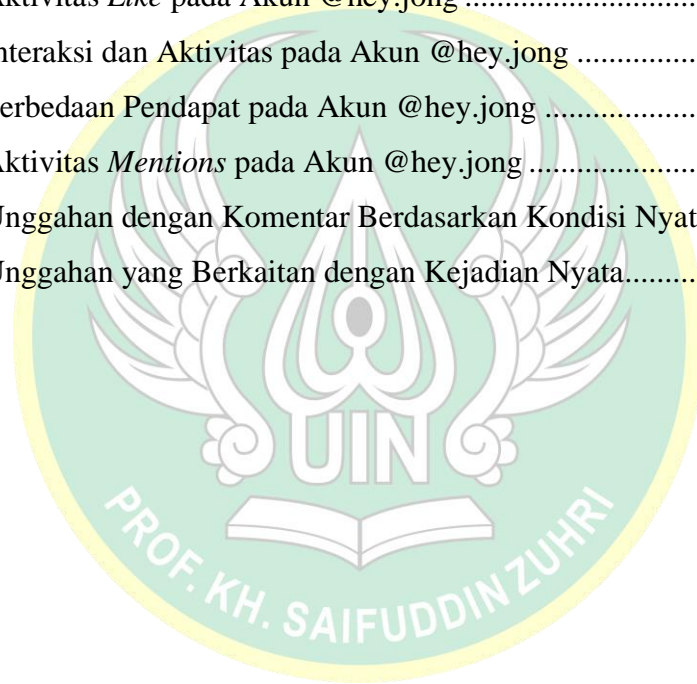 Aktivitas Like pada Akun @hey.jong ........................
Interaksi dan Aktivitas pada Akun @hey.jong ..............
Perbedaan Pendapat pada Akun @hey.jong ..................
Aktivitas Mentions pada Akun @hey.jong ....................
Unggahan dengan Komentar Berdasarkan Kondisi
Unggahan yang Berkaitan dengan Kejadian Nyata.........
UIN
PROF. KH. SAIFUDDIN ZUHRI